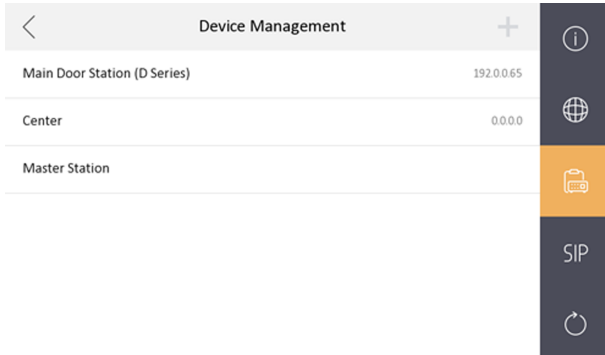 Device Management
Main Door Station (D Series) 192.0.0.65
Center 0.0.0.0
Master Station
SIP